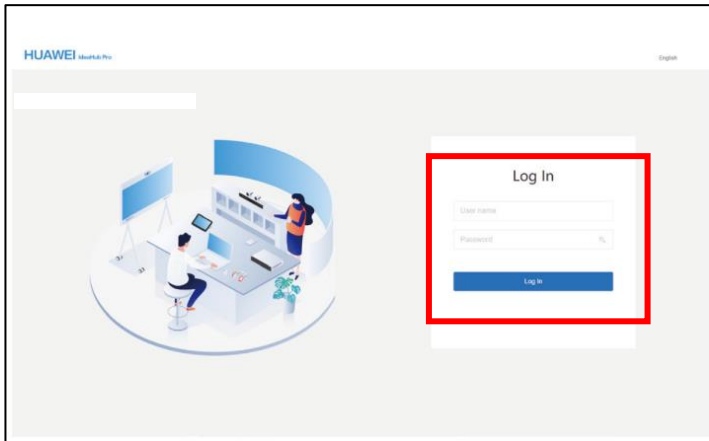 HUAWEI IdeaHub Pro
English
Log In
User name
Password
Log In